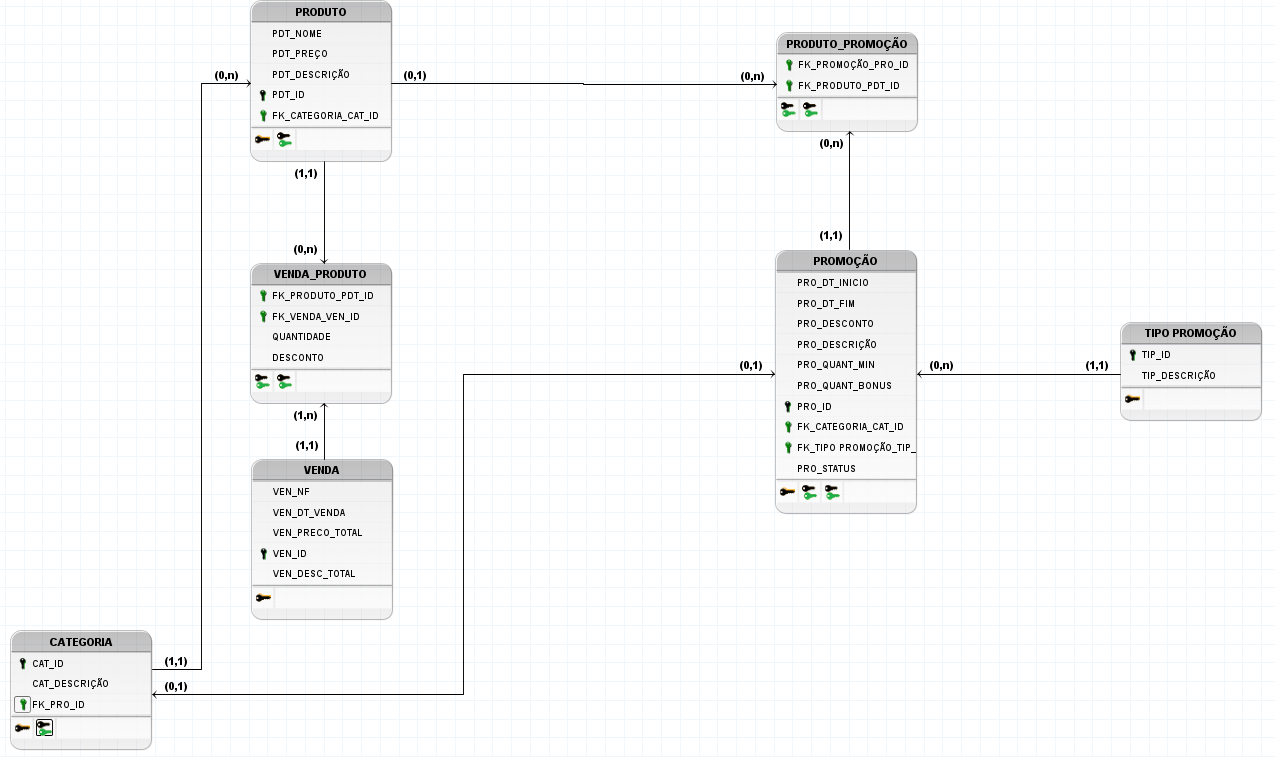 PRODUTO
PDT_NOME
PDT_PREÇO
PDT_DESCRIÇÃO
PDT_ID
FK_CATEGORIA_CAT_ID
(0,n)
(0,1)
(0,n)
PRODUTO_PROMOÇÃO
FK_PROMOÇÃO_PRO_ID
FK_PRODUTO_PDT_ID
(1,1)
(0,n)
(0,n)
(1,1)
VENDA_PRODUTO
FK_PRODUTO_PDT_ID
FK_VENDA_VEN_ID
QUANTIDADE
DESCONTO
(1,n)
(1,1)
PROMOÇÃO
PRO_DT_INICIO
PRO_DT_FIM
PRO_DESCONTO
PRO_DESCRIÇÃO
PRO_QUANT_MIN
PRO_QUANT_BONUS
PRO_ID
FK_CATEGORIA_CAT_ID
FK_TIPO PROMOÇÃO_TIP_
PRO_STATUS
(0,1)
(0,n)
(1,1)
TIPO PROMOÇÃO
TIP_ID
TIP_DESCRIÇÃO
VENDA
VEN_NF
VEN_DT_VENDA
VEN_PRECO_TOTAL
VEN_ID
VEN_DESC_TOTAL
CATEGORIA
CAT_ID
CAT_DESCRIÇÃO
FK_PRO_ID
(1,1)
(0,1)